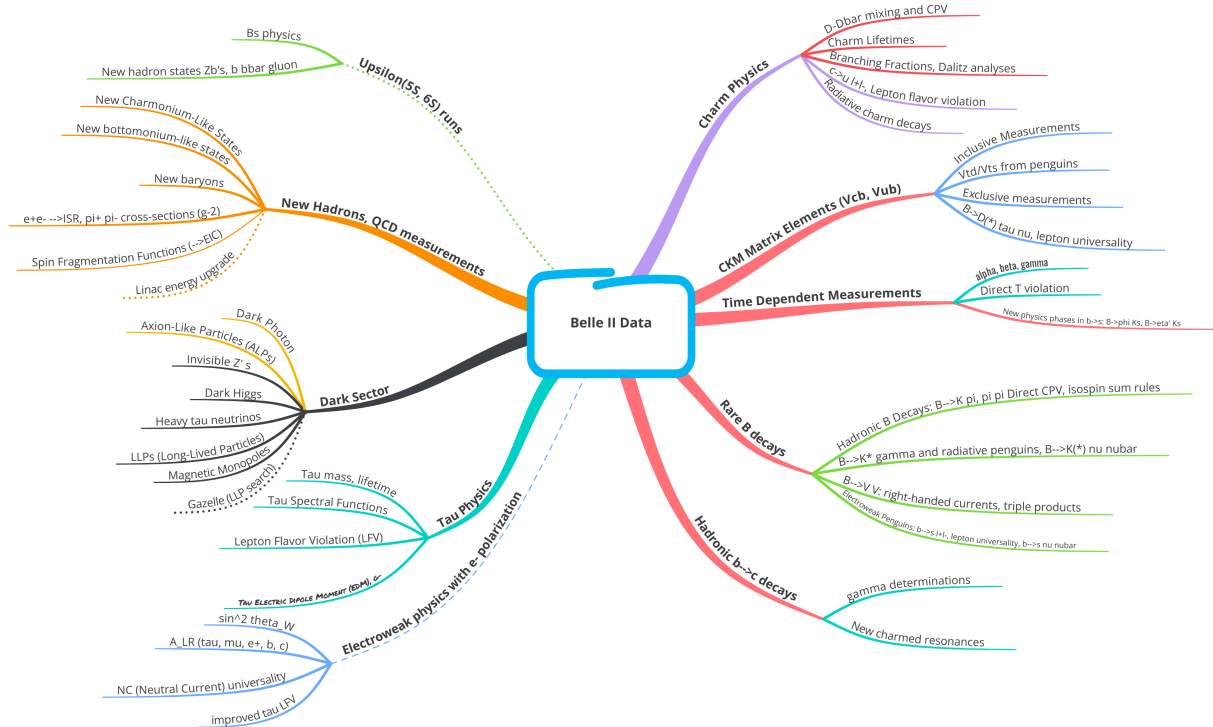 Belle II Data
Upsilon(5S, 6S) runs
Bs physics
New hadron states Zb's, b bbar gluon
New Hadrons, QCD measurements
New Charmonium-Like States
New bottomonium-like states
New baryons
e+e- -->ISR, pi+ pi- cross-sections (g-2)
Spin Fragmentation Functions (-->EIC)
Linac energy upgrade
Dark Sector
Dark Photon
Axion-Like Particles (ALPs)
Invisible Z' s
Dark Higgs
Heavy tau neutrinos
LLPs (Long-Lived Particles)
Magnetic Monopoles
Gazelle (LLP search)
Tau Physics
Tau mass, lifetime
Tau Spectral Functions
Lepton Flavor Violation (LFV)
Tau Electric dipole Moment (EDM),
Electroweak physics with e- polarization
sin^2 theta_W
A_LR (tau, mu, e+, b, c)
NC (Neutral Current) universality
improved tau LFV
Charm Physics
D-Dbar mixing and CPV
Charm Lifetimes
Branching Fractions, Dalitz analyses
c->u l+l-, Lepton flavor violation
Radiative charm decays
CKM Matrix Elements (Vcb, Vub)
Inclusive Measurements
Vtd/Vts from penguins
Exclusive measurements
B->D(*) tau nu, lepton universality
Time Dependent Measurements
alpha, beta, gamma
Direct T violation
New physics phases in b->s: B->phi Ks, B->eta' Ks
Rare B decays
Hadronic B Decays: B-->K pi, pi pi Direct CPV, isospin sum rules
B-->K* gamma and radiative penguins, B-->K(*) nu nubar
B-->V V: right-handed currents, triple products
Electroweak Penguins: b-->s l+l-, lepton universality, b-->s nu nubar
Hadronic b-->c decays
gamma determinations
New charmed resonances